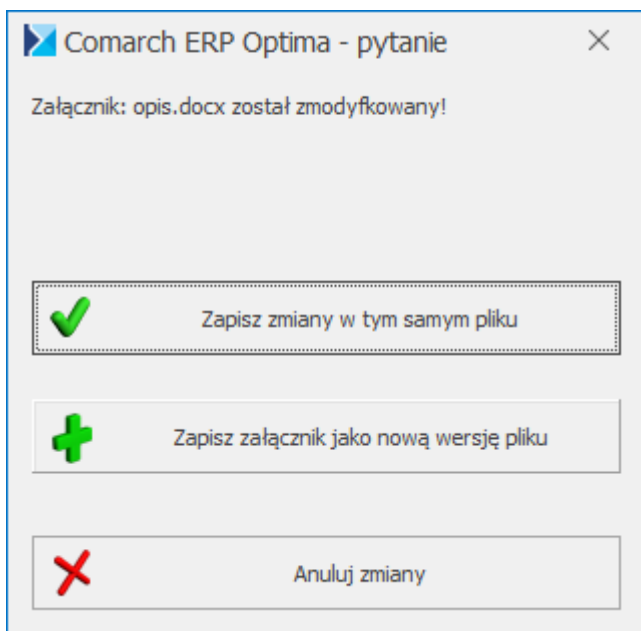 Comarch ERP Optima - pytanie
Załącznik: opis.docx został zmodyfkowany!
Zapisz zmiany w tym samym pliku
Zapisz załącznik jako nową wersję pliku
Anuluj zmiany